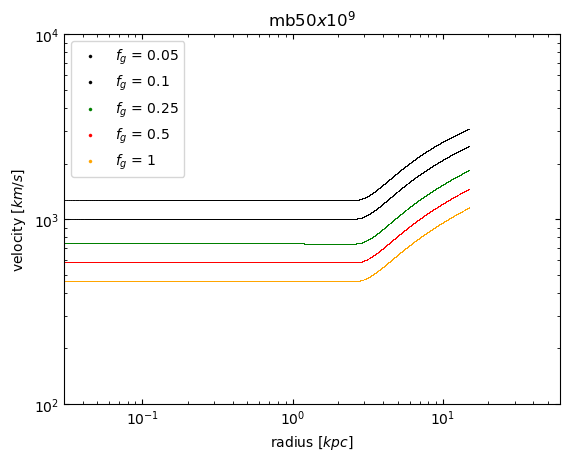 mb50x10⁹
10⁴
f_g = 0.05
f_g = 0.1
f_g = 0.25
f_g = 0.5
f_g = 1
velocity [km/s]
10³
10²
10⁻¹ 10⁰ 10¹
radius [kpc]